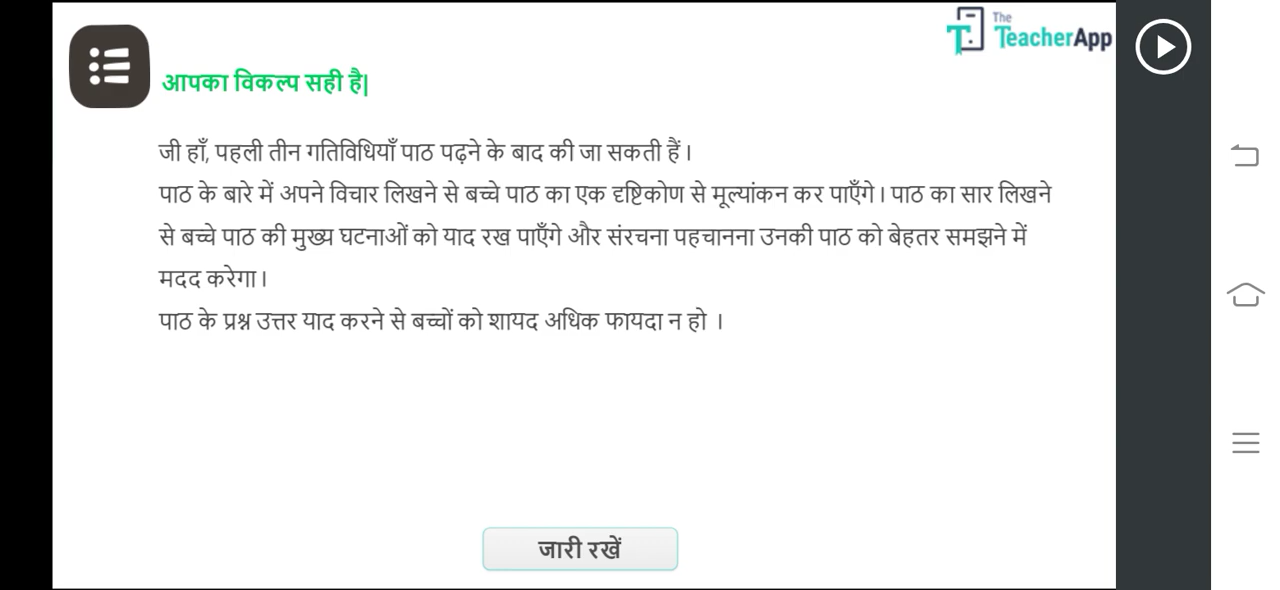 The
TeacherApp
आपका विकल्प सही है|
जी हाँ, पहली तीन गतिविधियाँ पाठ पढ़ने के बाद की जा सकती हैं ।
पाठ के बारे में अपने विचार लिखने से बच्चे पाठ का एक दृष्टिकोण से मूल्यांकन कर पाएँगे । पाठ का सार लिखने
से बच्चे पाठ की मुख्य घटनाओं को याद रख पाएँगे और संरचना पहचानना उनकी पाठ को बेहतर समझने में
मदद करेगा ।
पाठ के प्रश्न उत्तर याद करने से बच्चों को शायद अधिक फायदा न हो ।
जारी रखें